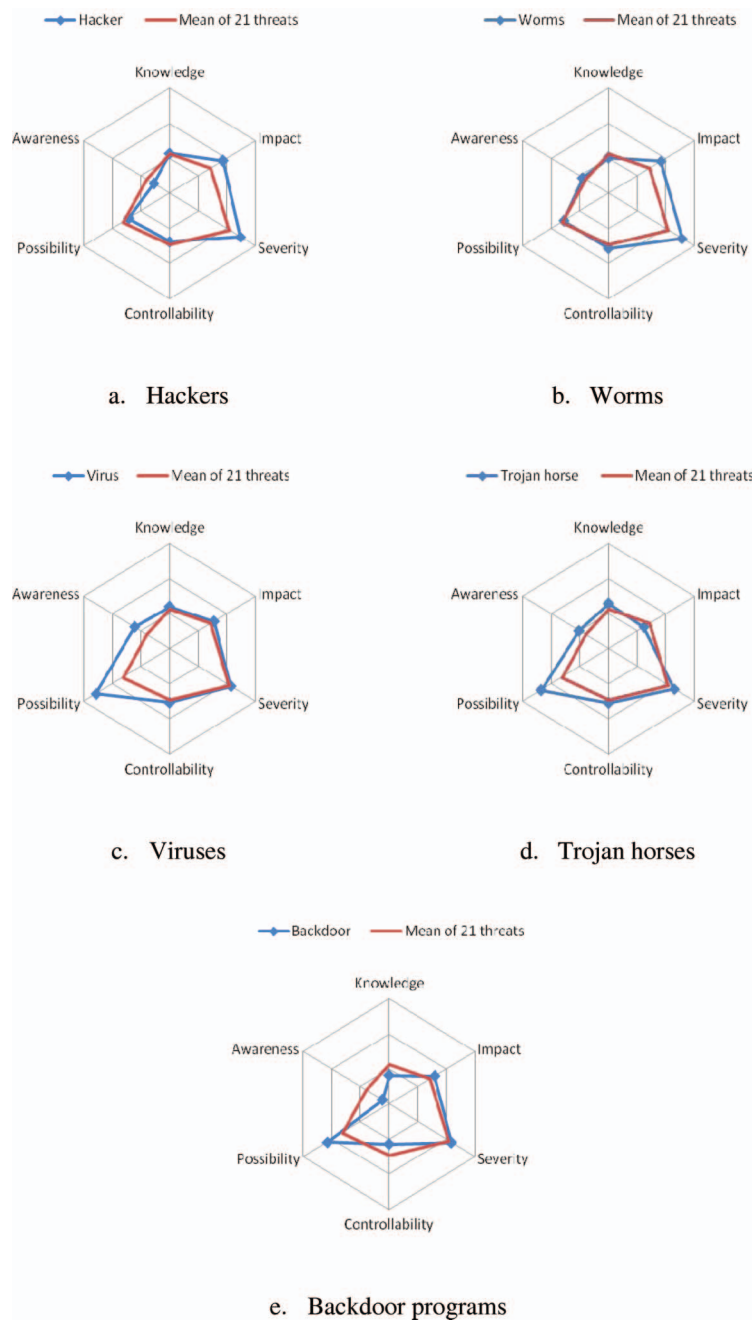 Hacker Mean of 21 threats
Knowledge
Awareness Impact
Possibility Severity
Controllability
a. Hackers
Worms Mean of 21 threats
Knowledge
Awareness Impact
Possibility Severity
Controllability
b. Worms
Virus Mean of 21 threats
Knowledge
Awareness Impact
Possibility Severity
Controllability
c. Viruses
Trojan horse Mean of 21 threats
Knowledge
Awareness Impact
Possibility Severity
Controllability
d. Trojan horses
Backdoor Mean of 21 threats
Knowledge
Awareness Impact
Possibility Severity
Controllability
e. Backdoor programs